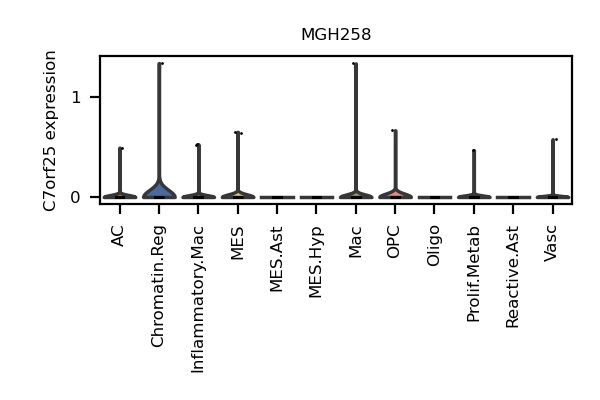 MGH258
C7orf25 expression
1
0
AC
Chromatin.Reg
Inflammatory.Mac
MES
MES.Ast
MES.Hyp
Mac
OPC
Oligo
Prolif.Metab
Reactive.Ast
Vasc